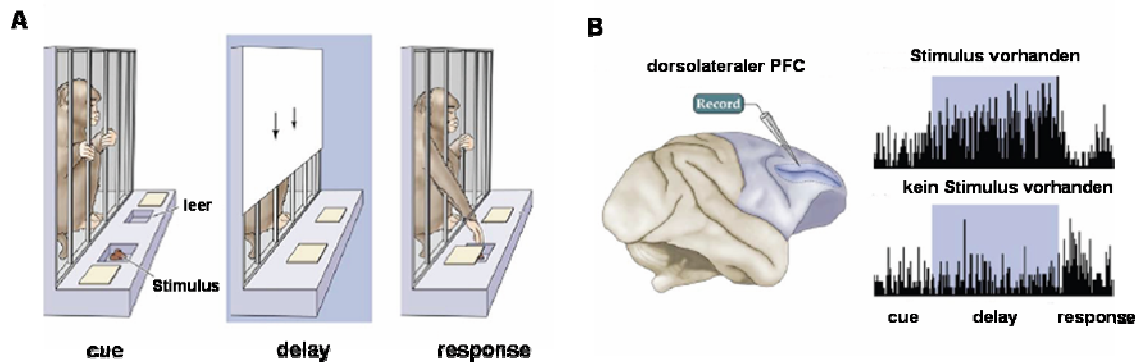 A
leer
Stimulus
cue
delay
response
B
dorsolateraler PFC
Record
Stimulus vorhanden
kein Stimulus vorhanden
cue
delay
response